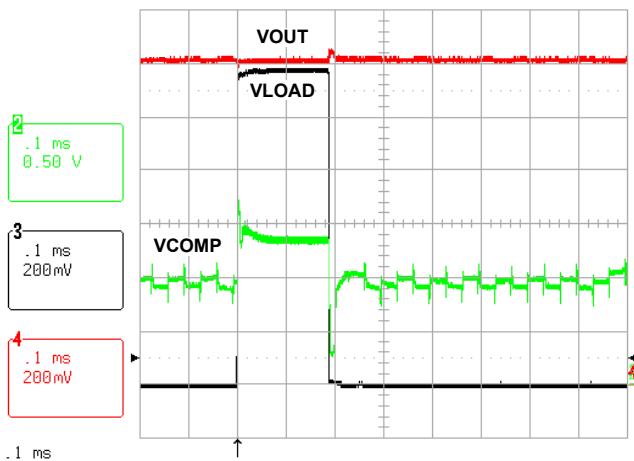 VOUT
VLOAD
2
.1 ms
0.50 V
3
.1 ms
200mV
VCOMP
4
.1 ms
200mV
.1 ms